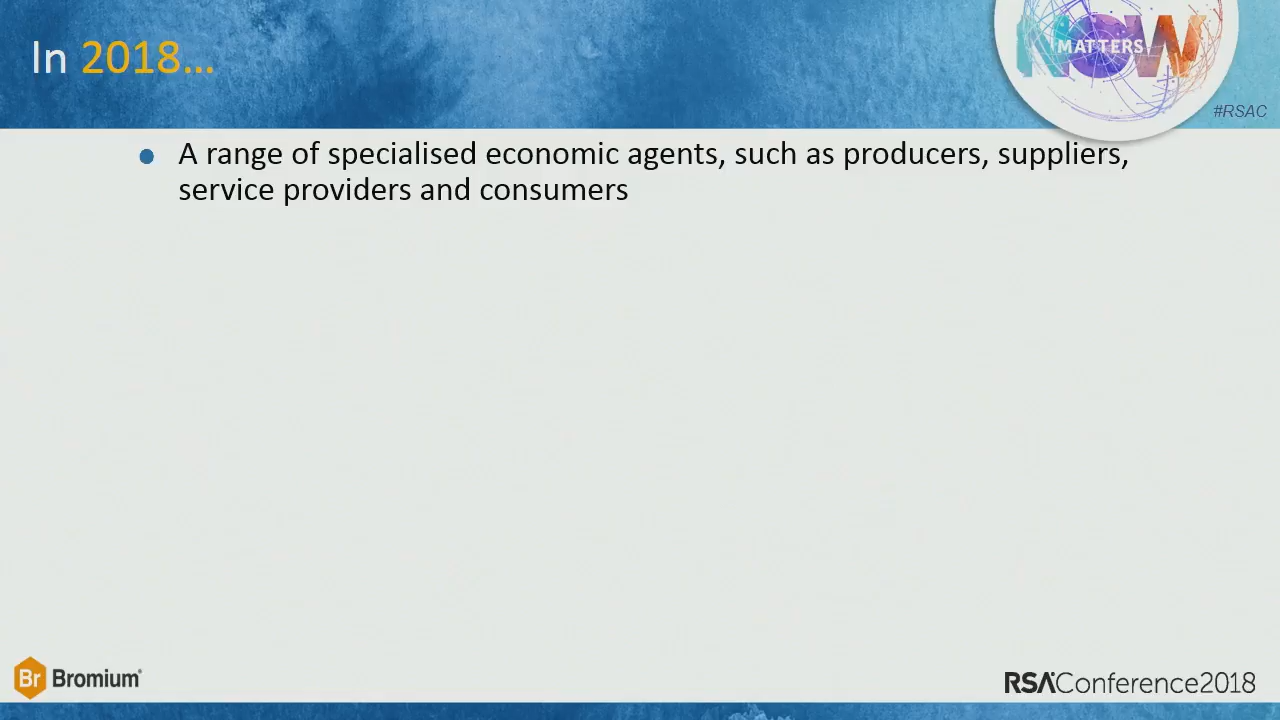 In 2018...
NOW
MATTERS
#RSAC
A range of specialised economic agents, such as producers, suppliers,
service providers and consumers
Br Bromium®
RSAConference2018